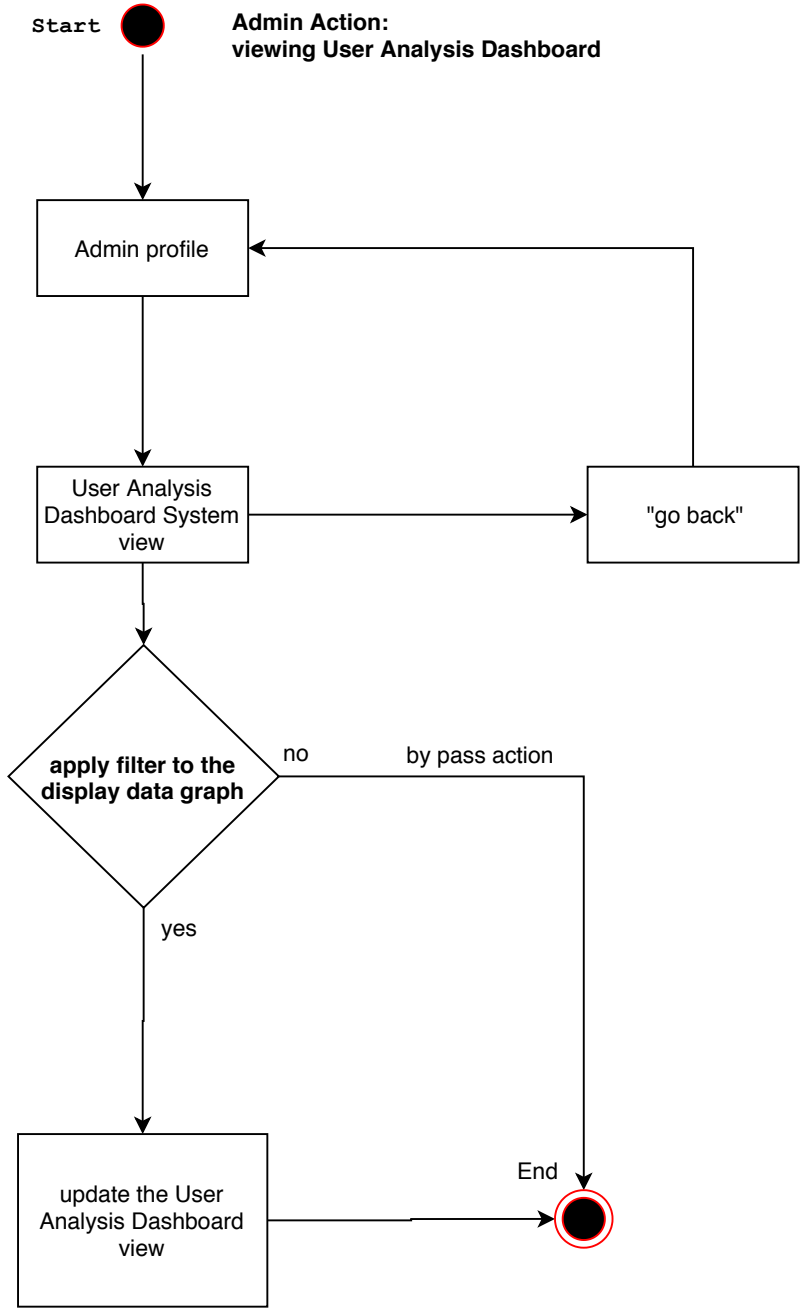 Start
Admin Action:
viewing User Analysis Dashboard
Admin profile
User Analysis
Dashboard System
view
"go back"
apply filter to the
display data graph
no
by pass action
yes
End
update the User
Analysis Dashboard
view